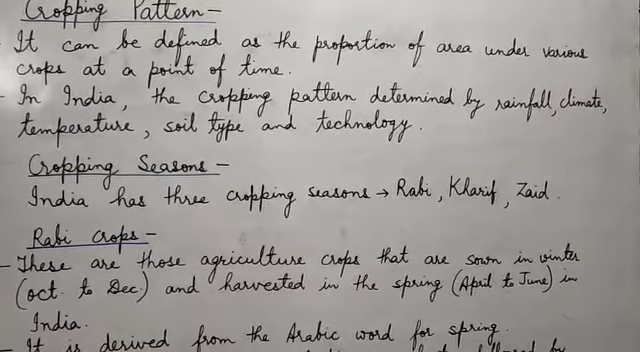 Cropping Pattern -
- It can be defined as the proportion of area under various
crops at a point of time.
- In India, the cropping pattern determined by rainfall, climate,
temperature, soil type and technology.
Cropping Seasons -
India has three cropping seasons → Rabi, Kharif, Zaid.
Rabi crops -
- These are those agriculture crops that are sown in winter
(oct. to Dec) and harvested in the spring (April to June) in
India.
- It is derived from the Arabic word for spring.